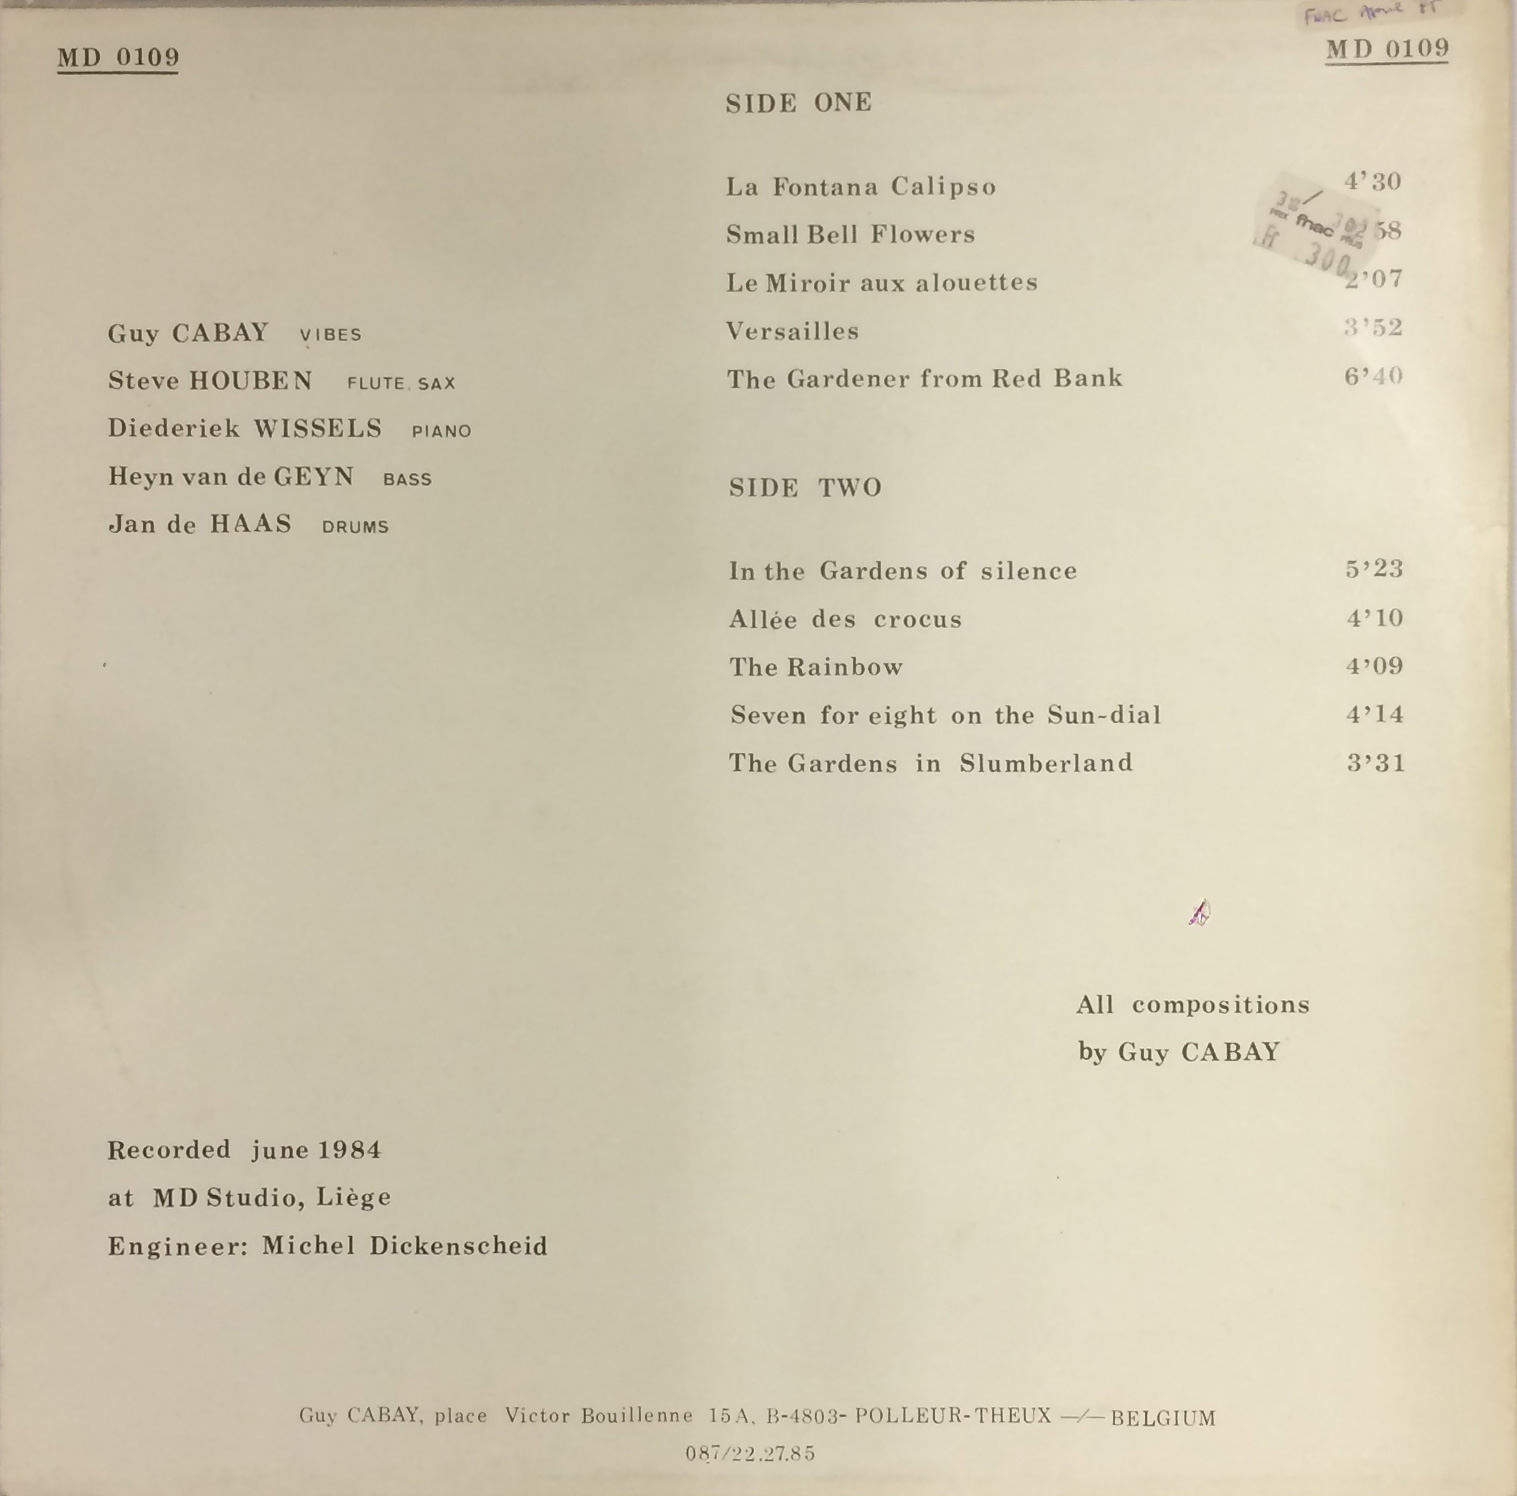 FNAC
MD 0109
MD 0109
SIDE ONE
La Fontana Calipso 4'30
Small Bell Flowers 58
Le Miroir aux alouettes 2'07
Versailles 3'52
The Gardener from Red Bank 6'40
fnac
300
Guy CABAY VIBES
Steve HOUBEN FLUTE, SAX
Diederiek WISSELS PIANO
Heyn van de GEYN BASS
Jan de HAAS DRUMS
SIDE TWO
In the Gardens of silence 5'23
Allée des crocus 4'10
The Rainbow 4'09
Seven for eight on the Sun-dial 4'14
The Gardens in Slumberland 3'31
All compositions
by Guy CABAY
Recorded june 1984
at MD Studio, Liège
Engineer: Michel Dickenscheid
Guy CABAY, place Victor Bouillenne 15A, B-4803- POLLEUR-THEUX —/— BELGIUM
087/22.27.85